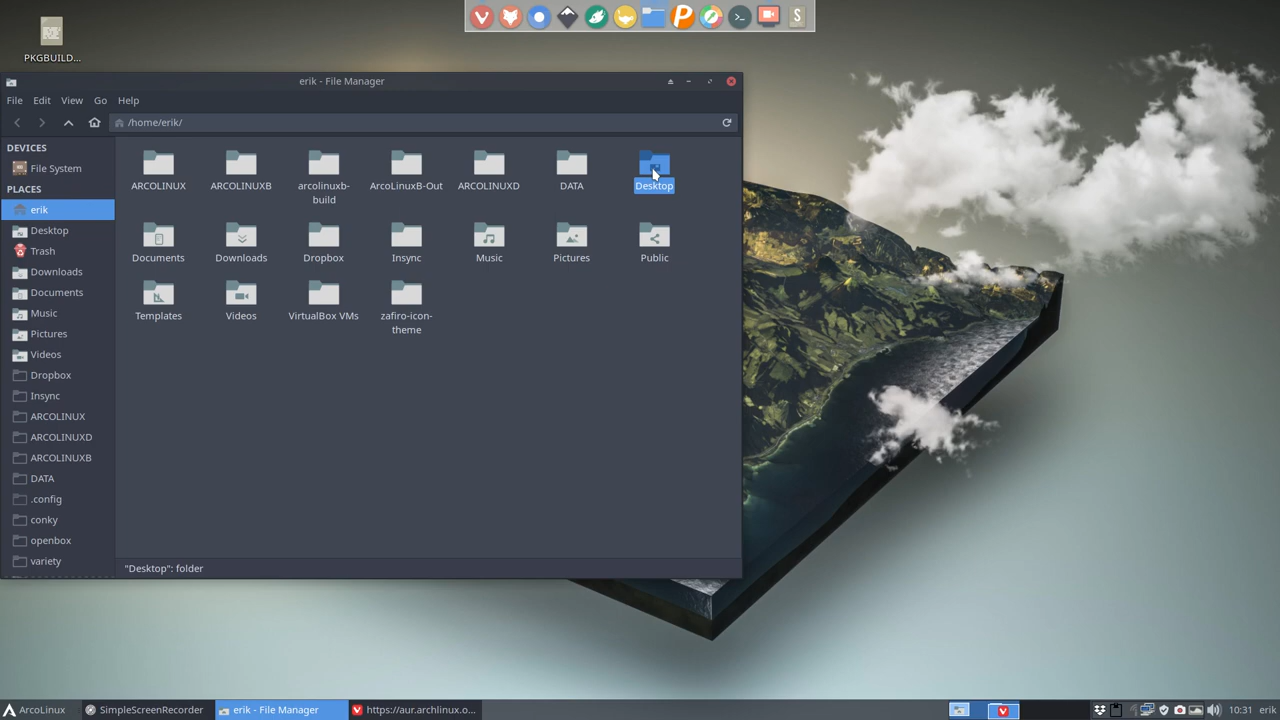 PKGBUILD...
erik - File Manager
File Edit View Go Help
/home/erik/
DEVICES
File System
PLACES
erik
Desktop
Trash
Downloads
Documents
Music
Pictures
Videos
Dropbox
Insync
ARCOLINUX
ARCOLINUXD
ARCOLINUXB
DATA
.config
conky
openbox
variety
ARCOLINUX
ARCOLINUXB
arcolinuxb-
build
ArcoLinuxB-Out
ARCOLINUXD
DATA
Desktop
Documents
Downloads
Dropbox
Insync
Music
Pictures
Public
Templates
Videos
VirtualBox VMs
zafiro-icon-
theme
"Desktop": folder
ArcoLinux
SimpleScreenRecorder
erik - File Manager
https://aur.archlinux.o...
10:31 erik